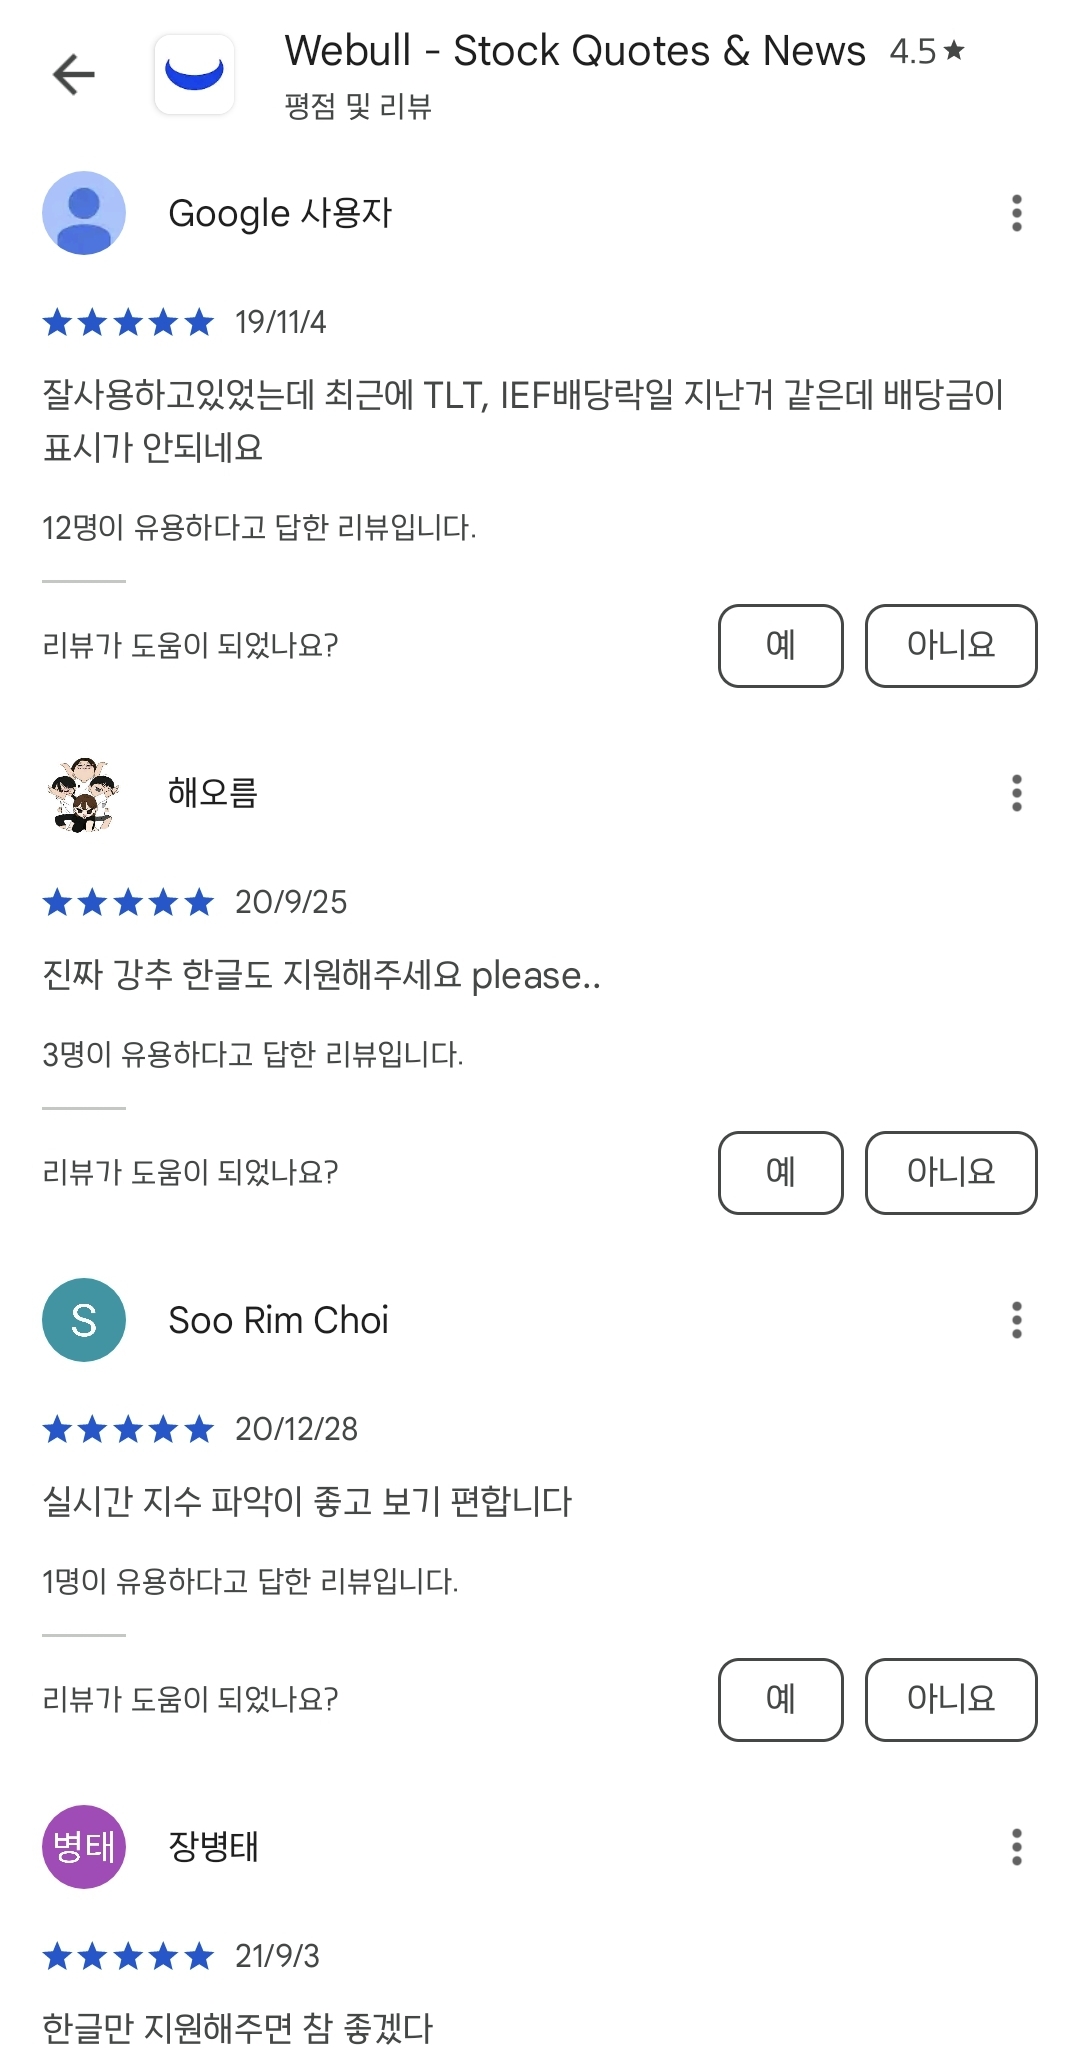 Webull - Stock Quotes & News 4.5★
평점 및 리뷰
Google 사용자
19/11/4
잘사용하고있었는데 최근에 TLT, IEF배당락일 지난거 같은데 배당금이
표시가 안되네요
12명이 유용하다고 답한 리뷰입니다.
리뷰가 도움이 되었나요? 예 아니요
해오름
20/9/25
진짜 강추 한글도 지원해주세요 please..
3명이 유용하다고 답한 리뷰입니다.
리뷰가 도움이 되었나요? 예 아니요
S Soo Rim Choi
20/12/28
실시간 지수 파악이 좋고 보기 편합니다
1명이 유용하다고 답한 리뷰입니다.
리뷰가 도움이 되었나요? 예 아니요
병태 장병태
21/9/3
한글만 지원해주면 참 좋겠다